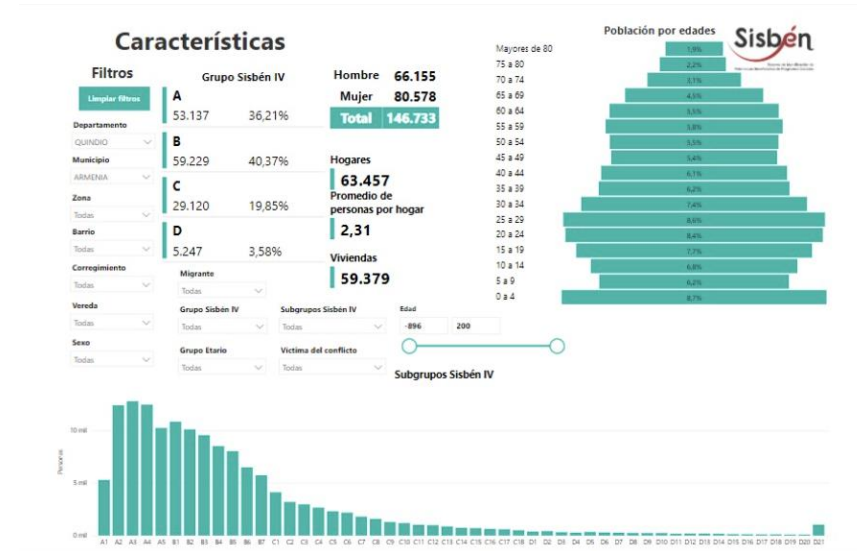 Características
Filtros
Limpiar filtros
Departamento
QUINDIO
Municipio
ARMENIA
Zona
Todas
Barrio
Todas
Corregimiento
Todas
Vereda
Todas
Sexo
Todas
Grupo Sisbén IV
A
53.137 36,21%
B
59.229 40,37%
C
29.120 19,85%
D
5.247 3,58%
Hombre 66.155
Mujer 80.578
Total 146.733
Hogares
63.457
Promedio de
personas por hogar
2,31
Viviendas
59.379
Migrante
Todas
Grupo Sisbén IV
Todas
Subgrupos Sisbén IV
Todas
Edad
-896 200
Grupo Etario
Todas
Victima del conflicto
Todas
Población por edades
Sisbén
Mayores de 80 1,9%
75 a 80 2,2%
70 a 74 3,1%
65 a 69 4,5%
60 a 64 5,5%
55 a 59 5,8%
50 a 54 5,5%
45 a 49 5,4%
40 a 44 6,1%
35 a 39 6,2%
30 a 34 7,4%
25 a 29 8,6%
20 a 24 8,4%
15 a 19 7,7%
10 a 14 6,8%
5 a 9 6,2%
0 a 4 8,7%
Subgrupos Sisbén IV
Personas
10 mil
5 mil
0 mil
A1 A2 A3 A4 A5 B1 B2 B3 B4 B5 B6 B7 C1 C2 C3 C4 C5 C6 C7 C8 C9 C10 C11 C12 C13 C14 C15 C16 C17 C18 D1 D2 D3 D4 D5 D6 D7 D8 D9 D10 D11 D12 D13 D14 D15 D16 D17 D18 D19 D20 D21